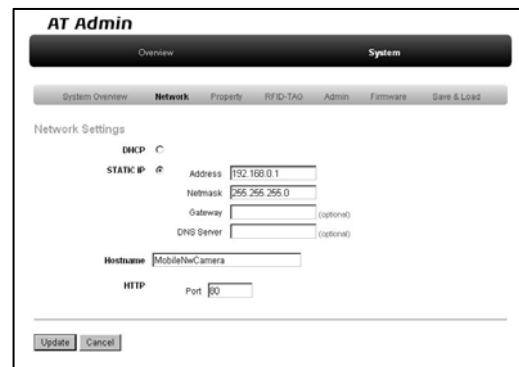 AT Admin
Overview System
System Overview Network Property RFID-TAG Admin Firmware Save & Load
Network Settings
DHCP
STATIC IP Address 192.168.0.1
Netmask 255.255.255.0
Gateway (optional)
DNS Server (optional)
Hostname MobileNwCamera
HTTP Port 80
Update Cancel